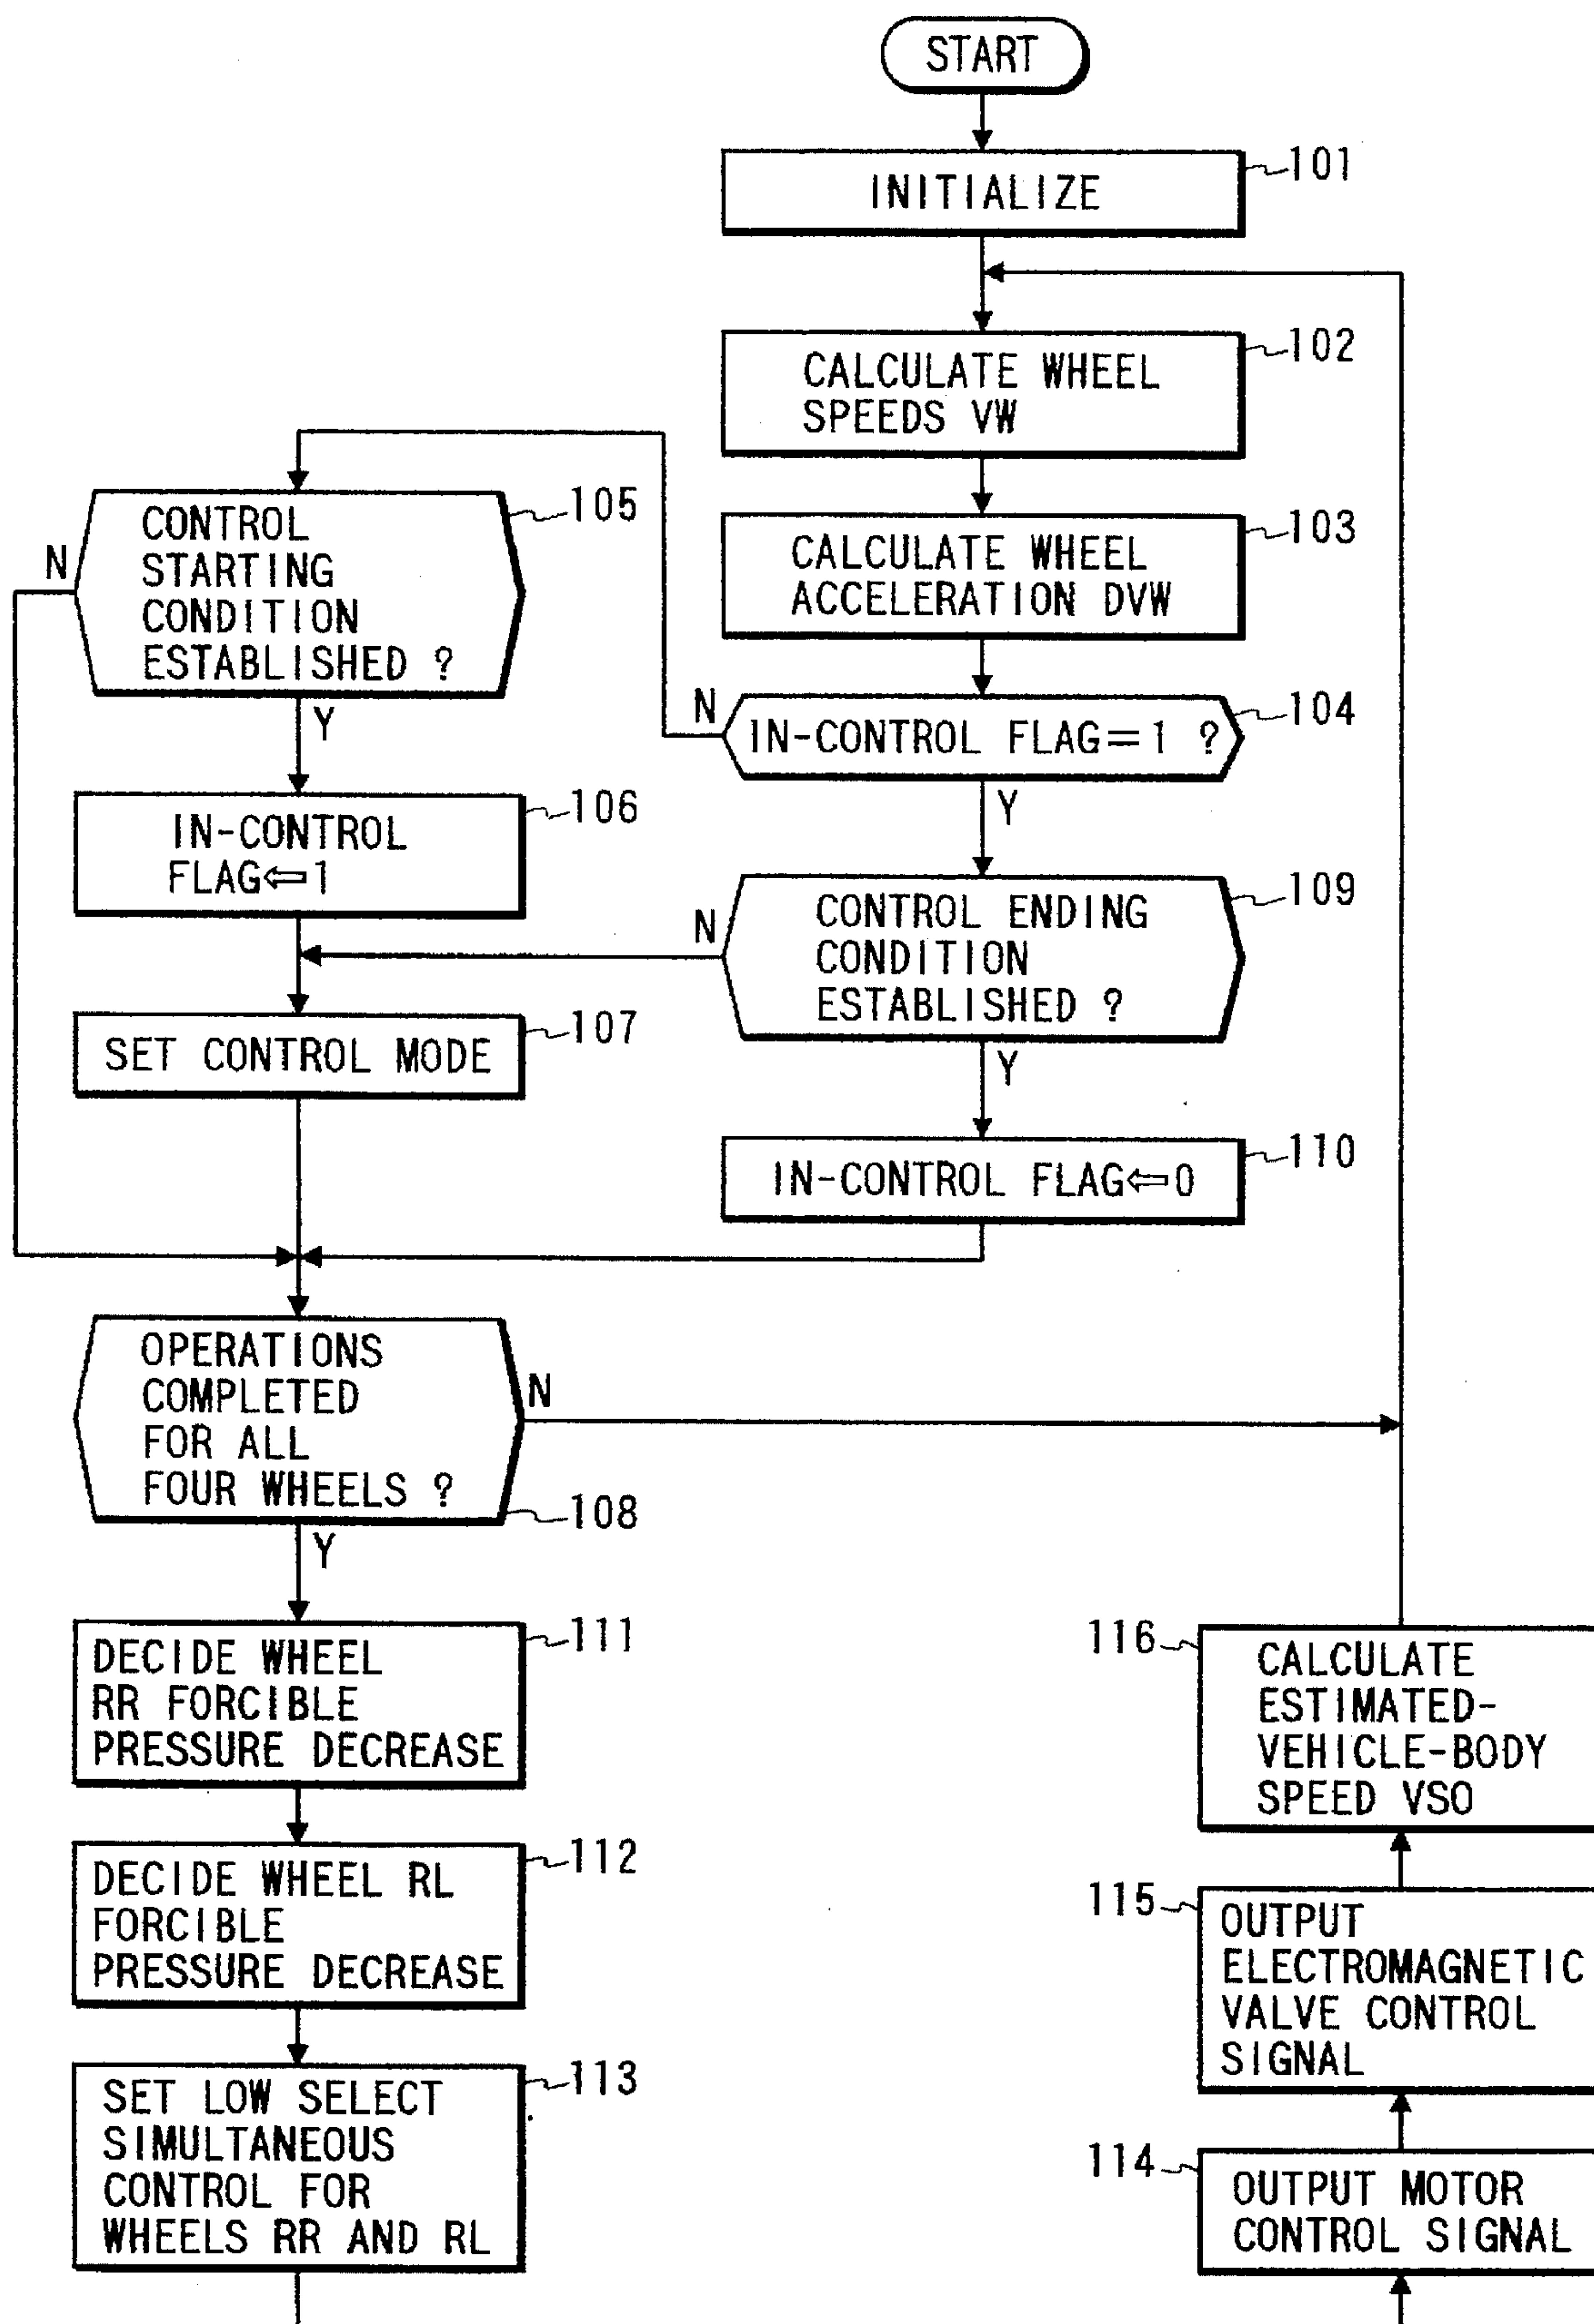 START
INITIALIZE
101
CALCULATE WHEEL
SPEEDS VW
102
CALCULATE WHEEL
ACCELERATION DVW
103
IN-CONTROL FLAG=1 ?
104
N
Y
CONTROL
STARTING
CONDITION
ESTABLISHED ?
105
N
Y
IN-CONTROL
FLAG⇐1
106
SET CONTROL MODE
107
CONTROL ENDING
CONDITION
ESTABLISHED ?
109
N
Y
IN-CONTROL FLAG⇐0
110
OPERATIONS
COMPLETED
FOR ALL
FOUR WHEELS ?
108
N
Y
DECIDE WHEEL
RR FORCIBLE
PRESSURE DECREASE
111
DECIDE WHEEL RL
FORCIBLE
PRESSURE DECREASE
112
SET LOW SELECT
SIMULTANEOUS
CONTROL FOR
WHEELS RR AND RL
113
114
OUTPUT MOTOR
CONTROL SIGNAL
115
OUTPUT
ELECTROMAGNETIC
VALVE CONTROL
SIGNAL
116
CALCULATE
ESTIMATED-
VEHICLE-BODY
SPEED VSO